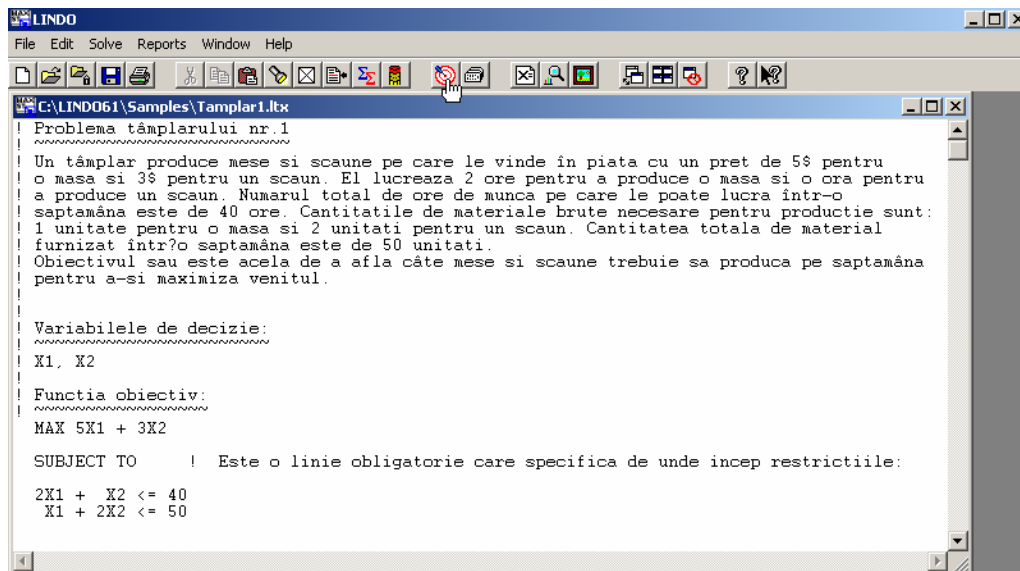 LINDO
File Edit Solve Reports Window Help
C:\LINDO61\Samples\Tamplar1.ltx
! Problema tâmplarului nr.1
! ~~~~~~~~~~~~~~~~~~~~~~~~~
! Un tâmplar produce mese si scaune pe care le vinde în piata cu un pret de 5$ pentru
! o masa si 3$ pentru un scaun. El lucreaza 2 ore pentru a produce o masa si o ora pentru
! a produce un scaun. Numarul total de ore de munca pe care le poate lucra într-o
! saptamâna este de 40 ore. Cantitatile de materiale brute necesare pentru productie sunt:
! 1 unitate pentru o masa si 2 unitati pentru un scaun. Cantitatea totala de material
! furnizat într?o saptamâna este de 50 unitati.
! Obiectivul sau este acela de a afla câte mese si scaune trebuie sa produca pe saptamâna
! pentru a-si maximiza venitul.
!
!
! Variabilele de decizie:
! ~~~~~~~~~~~~~~~~~~~~~~~
! X1, X2
!
! Functia obiectiv:
! ~~~~~~~~~~~~~~~~~
MAX 5X1 + 3X2
SUBJECT TO ! Este o linie obligatorie care specifica de unde incep restrictiile:
2X1 + X2 <= 40
X1 + 2X2 <= 50